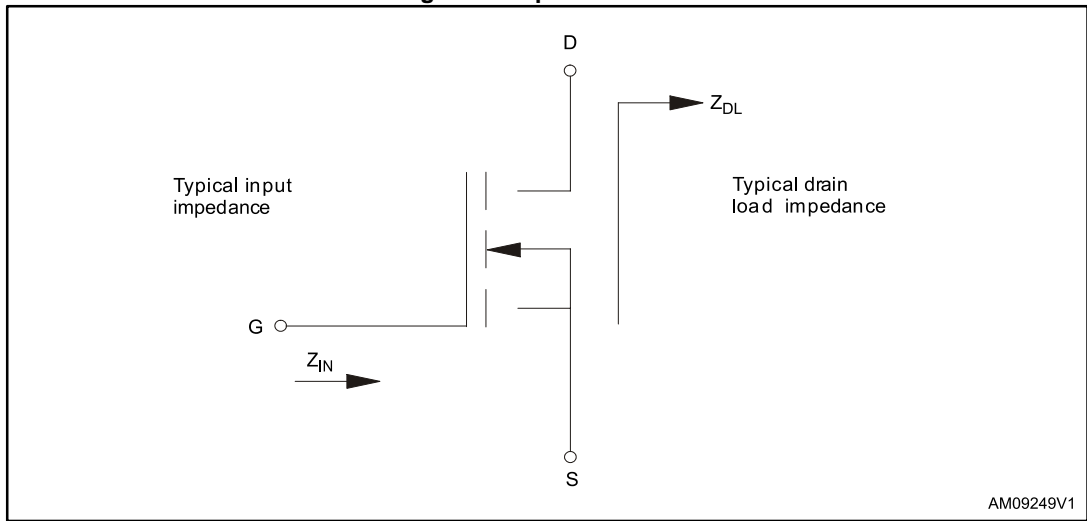 D
Z_DL
Typical input
impedance
Typical drain
load impedance
G
Z_IN
S
AM09249V1